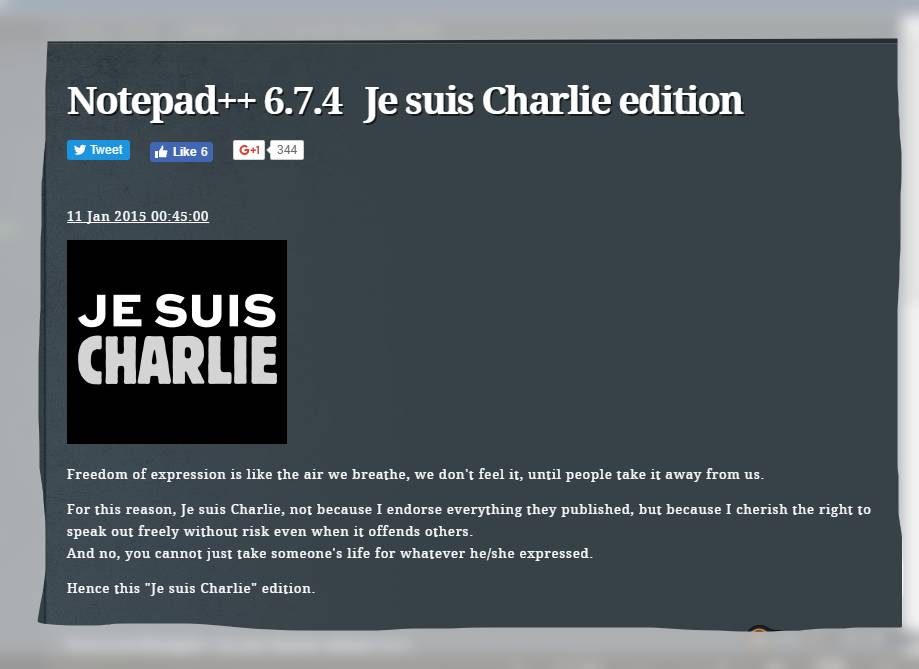 Notepad++ 6.7.4 Je suis Charlie edition
Tweet Like 6 G+1 344
11 Jan 2015 00:45:00
JE SUIS
CHARLIE
Freedom of expression is like the air we breathe, we don't feel it, until people take it away from us.
For this reason, Je suis Charlie, not because I endorse everything they published, but because I cherish the right to
speak out freely without risk even when it offends others.
And no, you cannot just take someone's life for whatever he/she expressed.
Hence this "Je suis Charlie" edition.